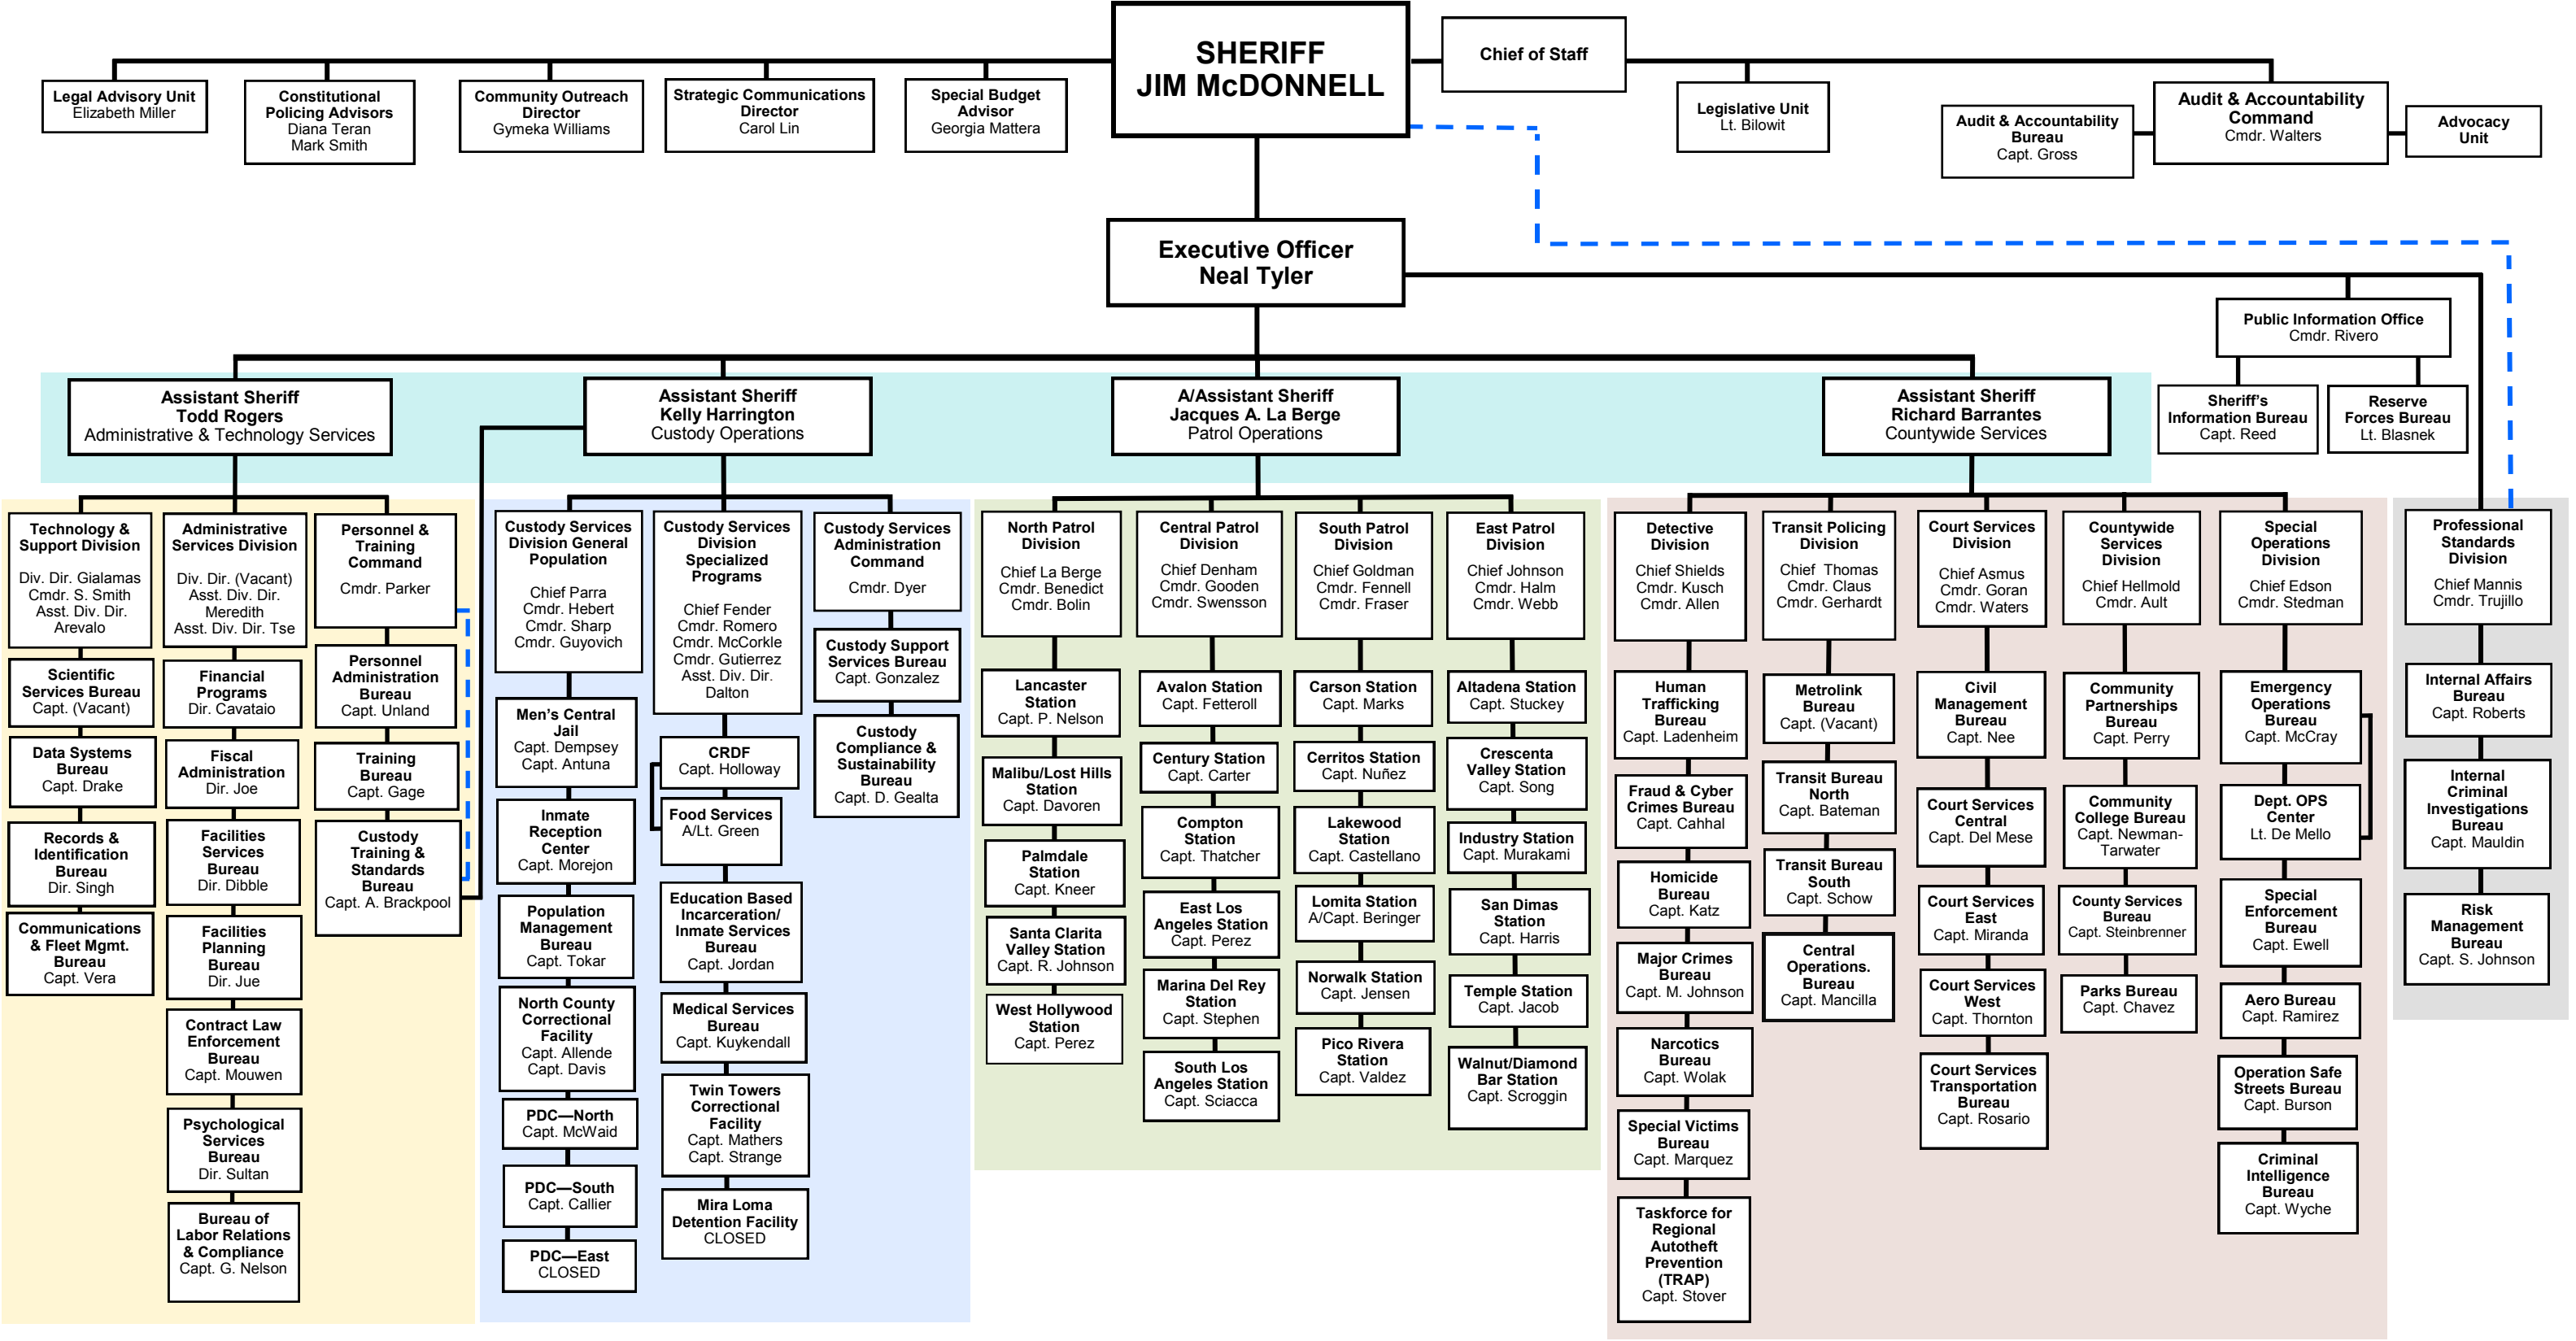 SHERIFF
JIM McDONNELL
Chief of Staff
Legal Advisory Unit
Elizabeth Miller
Constitutional
Policing Advisors
Diana Teran
Mark Smith
Community Outreach
Director
Gymeka Williams
Strategic Communications
Director
Carol Lin
Special Budget
Advisor
Georgia Mattera
Legislative Unit
Lt. Bilowit
Audit & Accountability
Bureau
Capt. Gross
Audit & Accountability
Command
Cmdr. Walters
Advocacy
Unit
Executive Officer
Neal Tyler
Public Information Office
Cmdr. Rivero
Sheriff’s
Information Bureau
Capt. Reed
Reserve
Forces Bureau
Lt. Blasnek
Assistant Sheriff
Todd Rogers
Administrative & Technology Services
Assistant Sheriff
Kelly Harrington
Custody Operations
A/Assistant Sheriff
Jacques A. La Berge
Patrol Operations
Assistant Sheriff
Richard Barrantes
Countywide Services
Technology &
Support Division
Div. Dir. Gialamas
Cmdr. S. Smith
Asst. Div. Dir.
Arevalo
Scientific
Services Bureau
Capt. (Vacant)
Data Systems
Bureau
Capt. Drake
Records &
Identification
Bureau
Dir. Singh
Communications
& Fleet Mgmt.
Bureau
Capt. Vera
Administrative
Services Division
Div. Dir. (Vacant)
Asst. Div. Dir.
Meredith
Asst. Div. Dir. Tse
Financial
Programs
Dir. Cavataio
Fiscal
Administration
Dir. Joe
Facilities
Services
Bureau
Dir. Dibble
Facilities
Planning
Bureau
Dir. Jue
Contract Law
Enforcement
Bureau
Capt. Mouwen
Psychological
Services
Bureau
Dir. Sultan
Bureau of
Labor Relations
& Compliance
Capt. G. Nelson
Personnel &
Training
Command
Cmdr. Parker
Personnel
Administration
Bureau
Capt. Unland
Training
Bureau
Capt. Gage
Custody
Training &
Standards
Bureau
Capt. A. Brackpool
Custody Services
Division General
Population
Chief Parra
Cmdr. Hebert
Cmdr. Sharp
Cmdr. Guyovich
Men’s Central
Jail
Capt. Dempsey
Capt. Antuna
Inmate
Reception
Center
Capt. Morejon
Population
Management
Bureau
Capt. Tokar
North County
Correctional
Facility
Capt. Allende
Capt. Davis
PDC—North
Capt. McWaid
PDC—South
Capt. Callier
PDC—East
CLOSED
Custody Services
Division
Specialized
Programs
Chief Fender
Cmdr. Romero
Cmdr. McCorkle
Cmdr. Gutierrez
Asst. Div. Dir.
Dalton
CRDF
Capt. Holloway
Food Services
A/Lt. Green
Education Based
Incarceration/
Inmate Services
Bureau
Capt. Jordan
Medical Services
Bureau
Capt. Kuykendall
Twin Towers
Correctional
Facility
Capt. Mathers
Capt. Strange
Mira Loma
Detention Facility
CLOSED
Custody Services
Administration
Command
Cmdr. Dyer
Custody Support
Services Bureau
Capt. Gonzalez
Custody
Compliance &
Sustainability
Bureau
Capt. D. Gealta
North Patrol
Division
Chief La Berge
Cmdr. Benedict
Cmdr. Bolin
Lancaster
Station
Capt. P. Nelson
Malibu/Lost Hills
Station
Capt. Davoren
Palmdale
Station
Capt. Kneer
Santa Clarita
Valley Station
Capt. R. Johnson
West Hollywood
Station
Capt. Perez
Central Patrol
Division
Chief Denham
Cmdr. Gooden
Cmdr. Swensson
Avalon Station
Capt. Fetteroll
Century Station
Capt. Carter
Compton
Station
Capt. Thatcher
East Los
Angeles Station
Capt. Perez
Marina Del Rey
Station
Capt. Stephen
South Los
Angeles Station
Capt. Sciacca
South Patrol
Division
Chief Goldman
Cmdr. Fennell
Cmdr. Fraser
Carson Station
Capt. Marks
Cerritos Station
Capt. Nuñez
Lakewood
Station
Capt. Castellano
Lomita Station
A/Capt. Beringer
Norwalk Station
Capt. Jensen
Pico Rivera
Station
Capt. Valdez
East Patrol
Division
Chief Johnson
Cmdr. Halm
Cmdr. Webb
Altadena Station
Capt. Stuckey
Crescenta
Valley Station
Capt. Song
Industry Station
Capt. Murakami
San Dimas
Station
Capt. Harris
Temple Station
Capt. Jacob
Walnut/Diamond
Bar Station
Capt. Scroggin
Detective
Division
Chief Shields
Cmdr. Kusch
Cmdr. Allen
Human
Trafficking
Bureau
Capt. Ladenheim
Fraud & Cyber
Crimes Bureau
Capt. Cahhal
Homicide
Bureau
Capt. Katz
Major Crimes
Bureau
Capt. M. Johnson
Narcotics
Bureau
Capt. Wolak
Special Victims
Bureau
Capt. Marquez
Taskforce for
Regional
Autotheft
Prevention
(TRAP)
Capt. Stover
Transit Policing
Division
Chief Thomas
Cmdr. Claus
Cmdr. Gerhardt
Metrolink
Bureau
Capt. (Vacant)
Transit Bureau
North
Capt. Bateman
Transit Bureau
South
Capt. Schow
Central
Operations.
Bureau
Capt. Mancilla
Court Services
Division
Chief Asmus
Cmdr. Goran
Cmdr. Waters
Civil
Management
Bureau
Capt. Nee
Court Services
Central
Capt. Del Mese
Court Services
East
Capt. Miranda
Court Services
West
Capt. Thornton
Court Services
Transportation
Bureau
Capt. Rosario
Countywide
Services
Division
Chief Hellmold
Cmdr. Ault
Community
Partnerships
Bureau
Capt. Perry
Community
College Bureau
Capt. Newman-
Tarwater
County Services
Bureau
Capt. Steinbrenner
Parks Bureau
Capt. Chavez
Special
Operations
Division
Chief Edson
Cmdr. Stedman
Emergency
Operations
Bureau
Capt. McCray
Dept. OPS
Center
Lt. De Mello
Special
Enforcement
Bureau
Capt. Ewell
Aero Bureau
Capt. Ramirez
Operation Safe
Streets Bureau
Capt. Burson
Criminal
Intelligence
Bureau
Capt. Wyche
Professional
Standards
Division
Chief Mannis
Cmdr. Trujillo
Internal Affairs
Bureau
Capt. Roberts
Internal
Criminal
Investigations
Bureau
Capt. Mauldin
Risk
Management
Bureau
Capt. S. Johnson